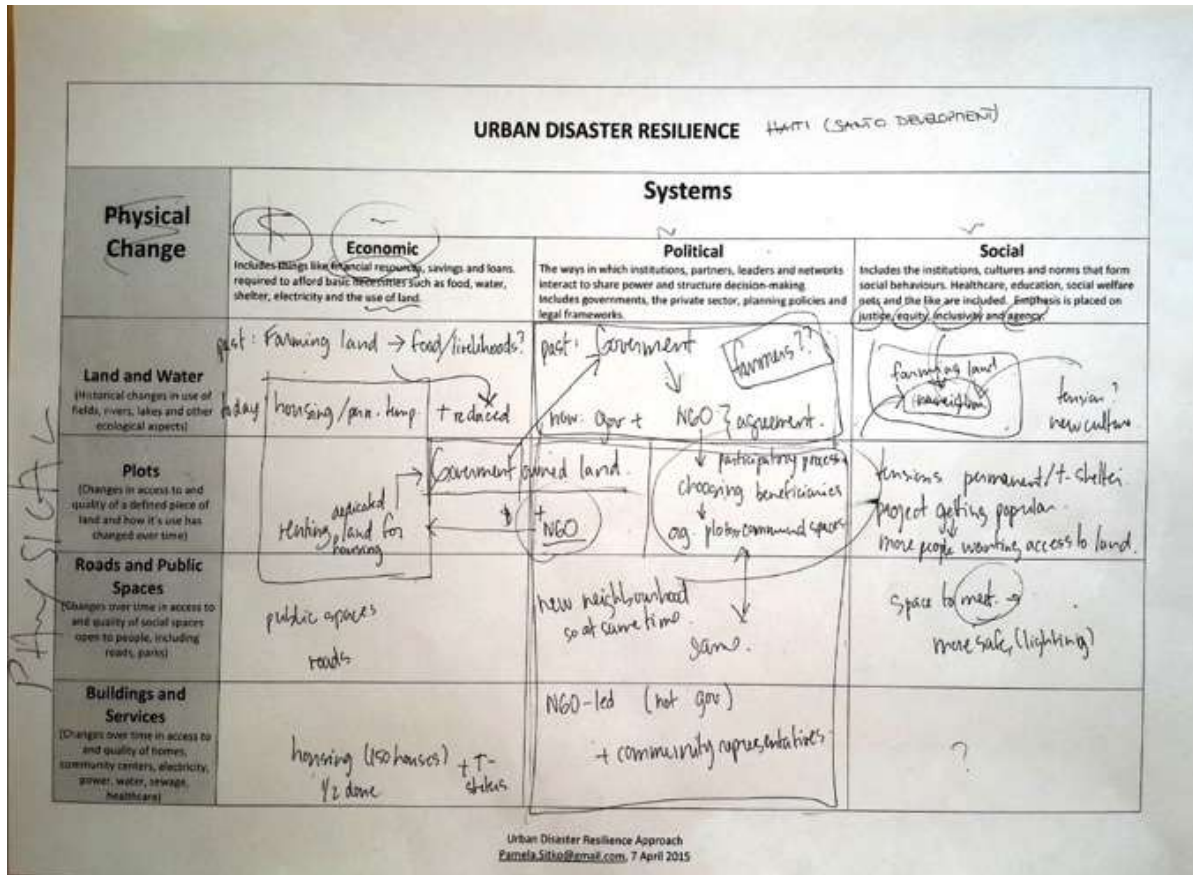 URBAN DISASTER RESILIENCE HAITI (SANTO DEVELOPMENT)
Systems
Physical
Change
$
Economic
Includes things like financial resources, savings and loans
required to afford basic necessities such as food, water,
shelter, electricity and the use of land.
Political
The ways in which institutions, partners, leaders and networks
interact to share power and structure decision-making.
Includes governments, the private sector, planning policies and
legal frameworks.
Social
Includes the institutions, cultures and norms that form
social behaviours. Healthcare, education, social welfare
nets and the like are included. Emphasis is placed on
justice, equity, inclusivity and agency.
PHYSICAL
Land and Water
(Historical changes in use of
fields, rivers, lakes and other
ecological aspects)
past: Farming land → food/livelihoods?
today housing/ + reduced
past: Goverment
farmers??
now: gov + NGO } agreement.
farming land
tension?
new culture
Plots
(Changes in access to and
quality of a defined piece of
land and how it's use has
changed over time)
Goverment owned land.
dedicated
renting, land for
housing
+
NGO
participatory process
choosing beneficiaries
tensions permanent/t-shelter
project getting popular
more people wanting access to land.
Roads and Public
Spaces
(Changes over time in access to
and quality of social spaces
open to people, including
roads, parks)
public spaces
roads
new neighbourhood
so at same time.
same.
space to meet. →
more safe, (lighting)
Buildings and
Services
(Changes over time in access to
and quality of homes,
community centers, electricity,
power, water, sewage,
healthcare)
housing (150 houses) + T-
1/2 done
NGO-led (not gov)
+ community representatives
?
Urban Disaster Resilience Approach
Pamela.Sitko@gmail.com, 7 April 2015